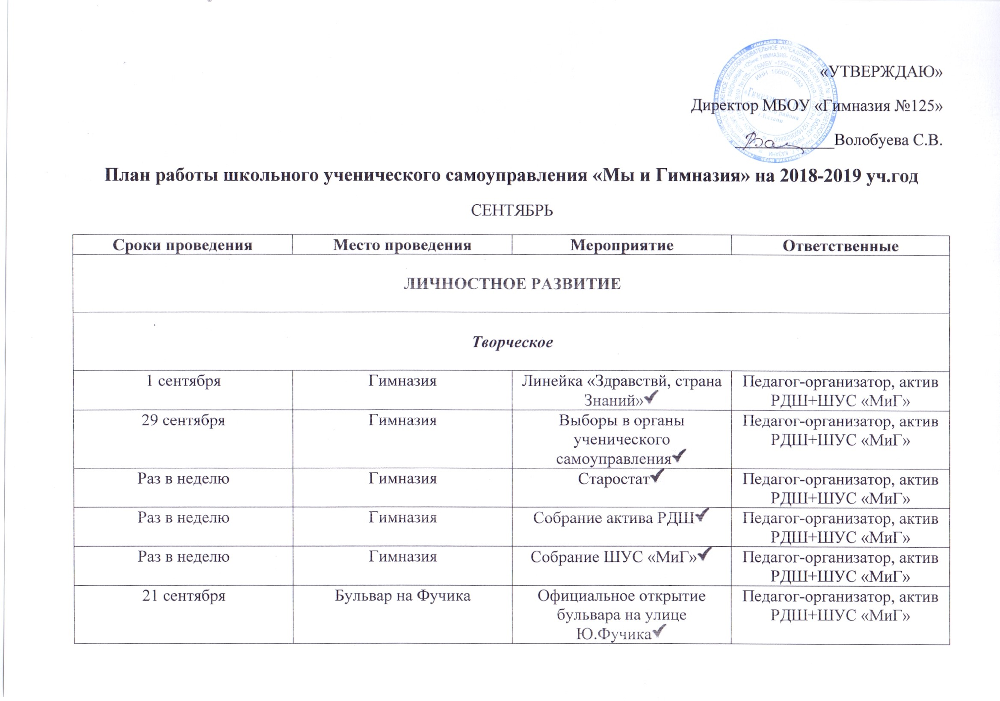 «УТВЕРЖДАЮ»
Директор МБОУ «Гимназия №125»
Волобуева С.В.
ИНН 1660017563
План работы школьного ученического самоуправления «Мы и Гимназия» на 2018-2019 уч.год
СЕНТЯБРЬ
Сроки проведения Место проведения Мероприятие Ответственные
ЛИЧНОСТНОЕ РАЗВИТИЕ
Творческое
1 сентября Гимназия Линейка «Здравствй, страна Педагог-организатор, актив
Знаний»✔ РДШ+ШУС «МиГ»
29 сентября Гимназия Выборы в органы Педагог-организатор, актив
ученического РДШ+ШУС «МиГ»
самоуправления✔
Раз в неделю Гимназия Старостат✔ Педагог-организатор, актив
РДШ+ШУС «МиГ»
Раз в неделю Гимназия Собрание актива РДШ✔ Педагог-организатор, актив
РДШ+ШУС «МиГ»
Раз в неделю Гимназия Собрание ШУС «МиГ»✔ Педагог-организатор, актив
РДШ+ШУС «МиГ»
21 сентября Бульвар на Фучика Официальное открытие Педагог-организатор, актив
бульвара на улице РДШ+ШУС «МиГ»
Ю.Фучика✔